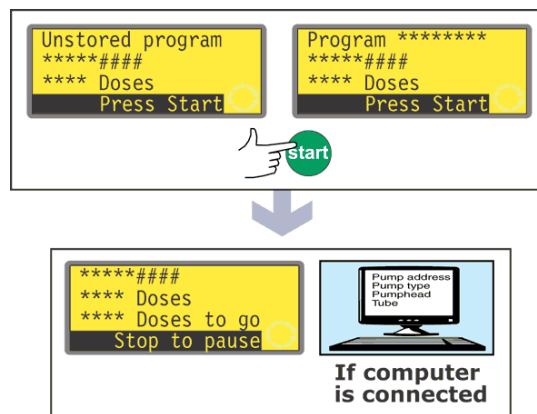 Unstored program
*****####
**** Doses
Press Start
Program ********
*****####
**** Doses
Press Start
start
*****####
**** Doses
**** Doses to go
Stop to pause
Pump address
Pump type
Pumphead
Tube
If computer
is connected